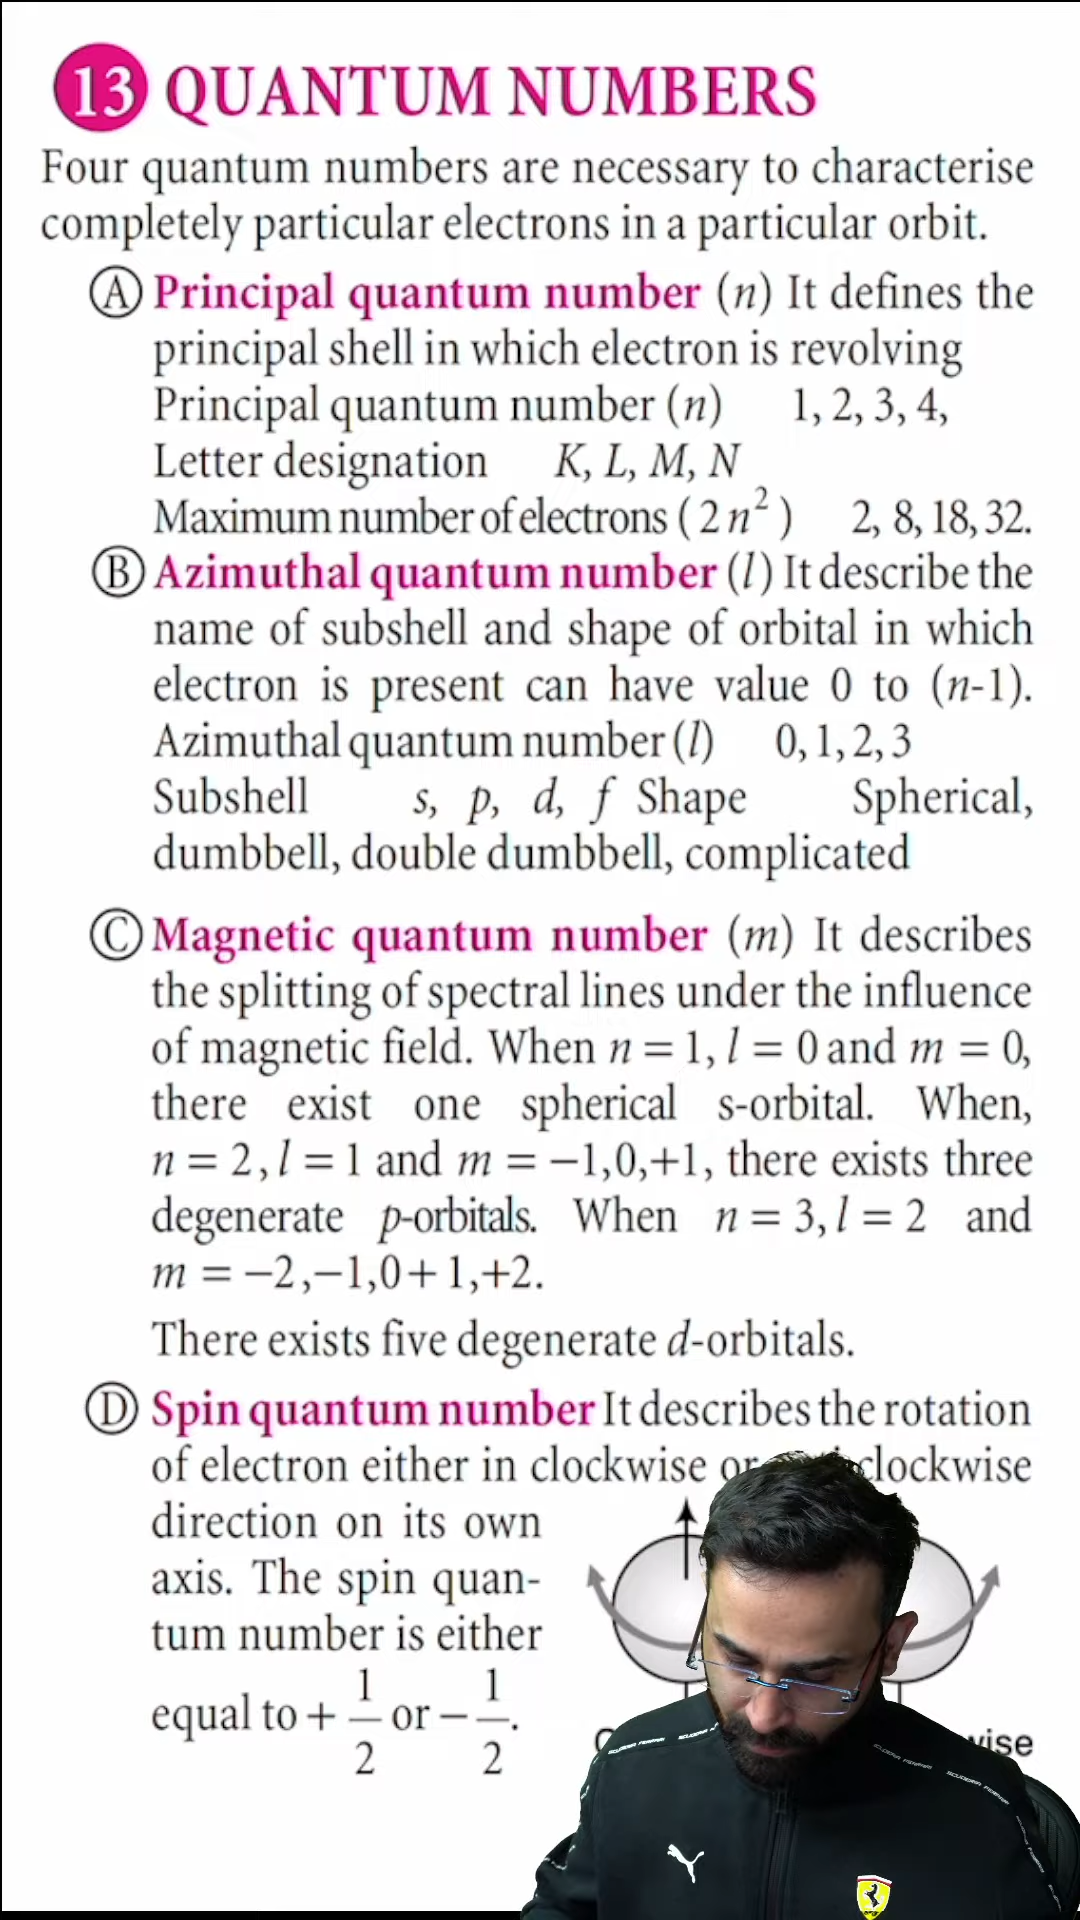 13 QUANTUM NUMBERS
Four quantum numbers are necessary to characterise
completely particular electrons in a particular orbit.
Ⓐ Principal quantum number (n) It defines the
principal shell in which electron is revolving
Principal quantum number (n) 1, 2, 3, 4,
Letter designation K, L, M, N
Maximum number of electrons (2n²) 2, 8, 18, 32.
Ⓑ Azimuthal quantum number (l) It describe the
name of subshell and shape of orbital in which
electron is present can have value 0 to (n-1).
Azimuthal quantum number (l) 0, 1, 2, 3
Subshell s, p, d, f Shape Spherical,
dumbbell, double dumbbell, complicated
Ⓒ Magnetic quantum number (m) It describes
the splitting of spectral lines under the influence
of magnetic field. When n = 1, l = 0 and m = 0,
there exist one spherical s-orbital. When,
n = 2, l = 1 and m = −1,0,+1, there exists three
degenerate p-orbitals. When n = 3, l = 2 and
m = −2,−1,0+1,+2.
There exists five degenerate d-orbitals.
Ⓓ Spin quantum number It describes the rotation
of electron either in clockwise or clockwise
direction on its own
axis. The spin quan-
tum number is either
equal to + 1/2 or − 1/2.
SCUDERIA FERRARI